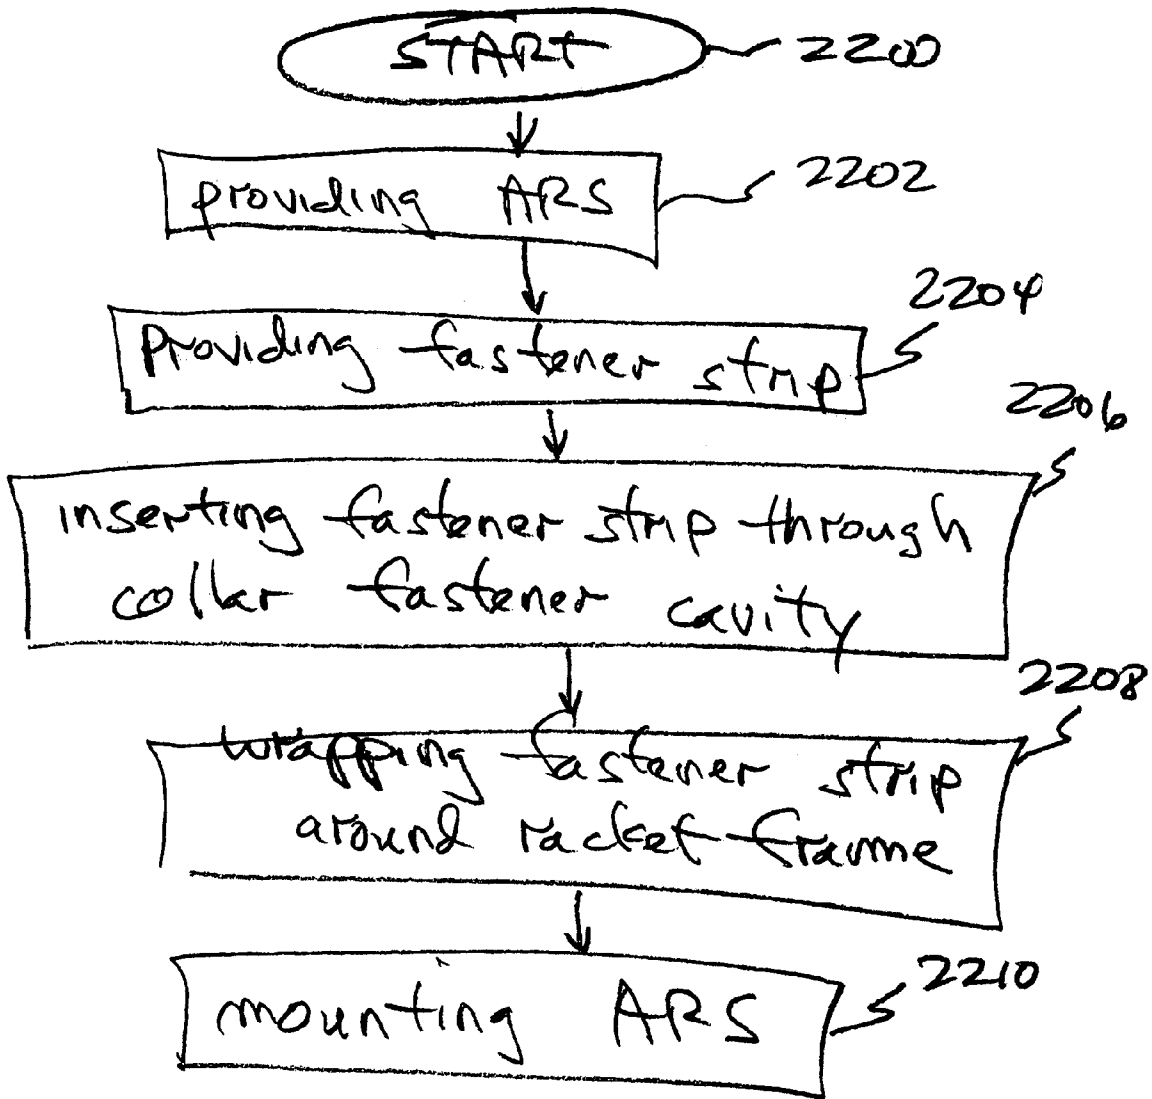 START 2200
providing ARS 2202
2204
providing fastener strip
2206
inserting fastener strip through
collar fastener cavity
2208
wrapping fastener strip
around racket frame
2210
mounting ARS